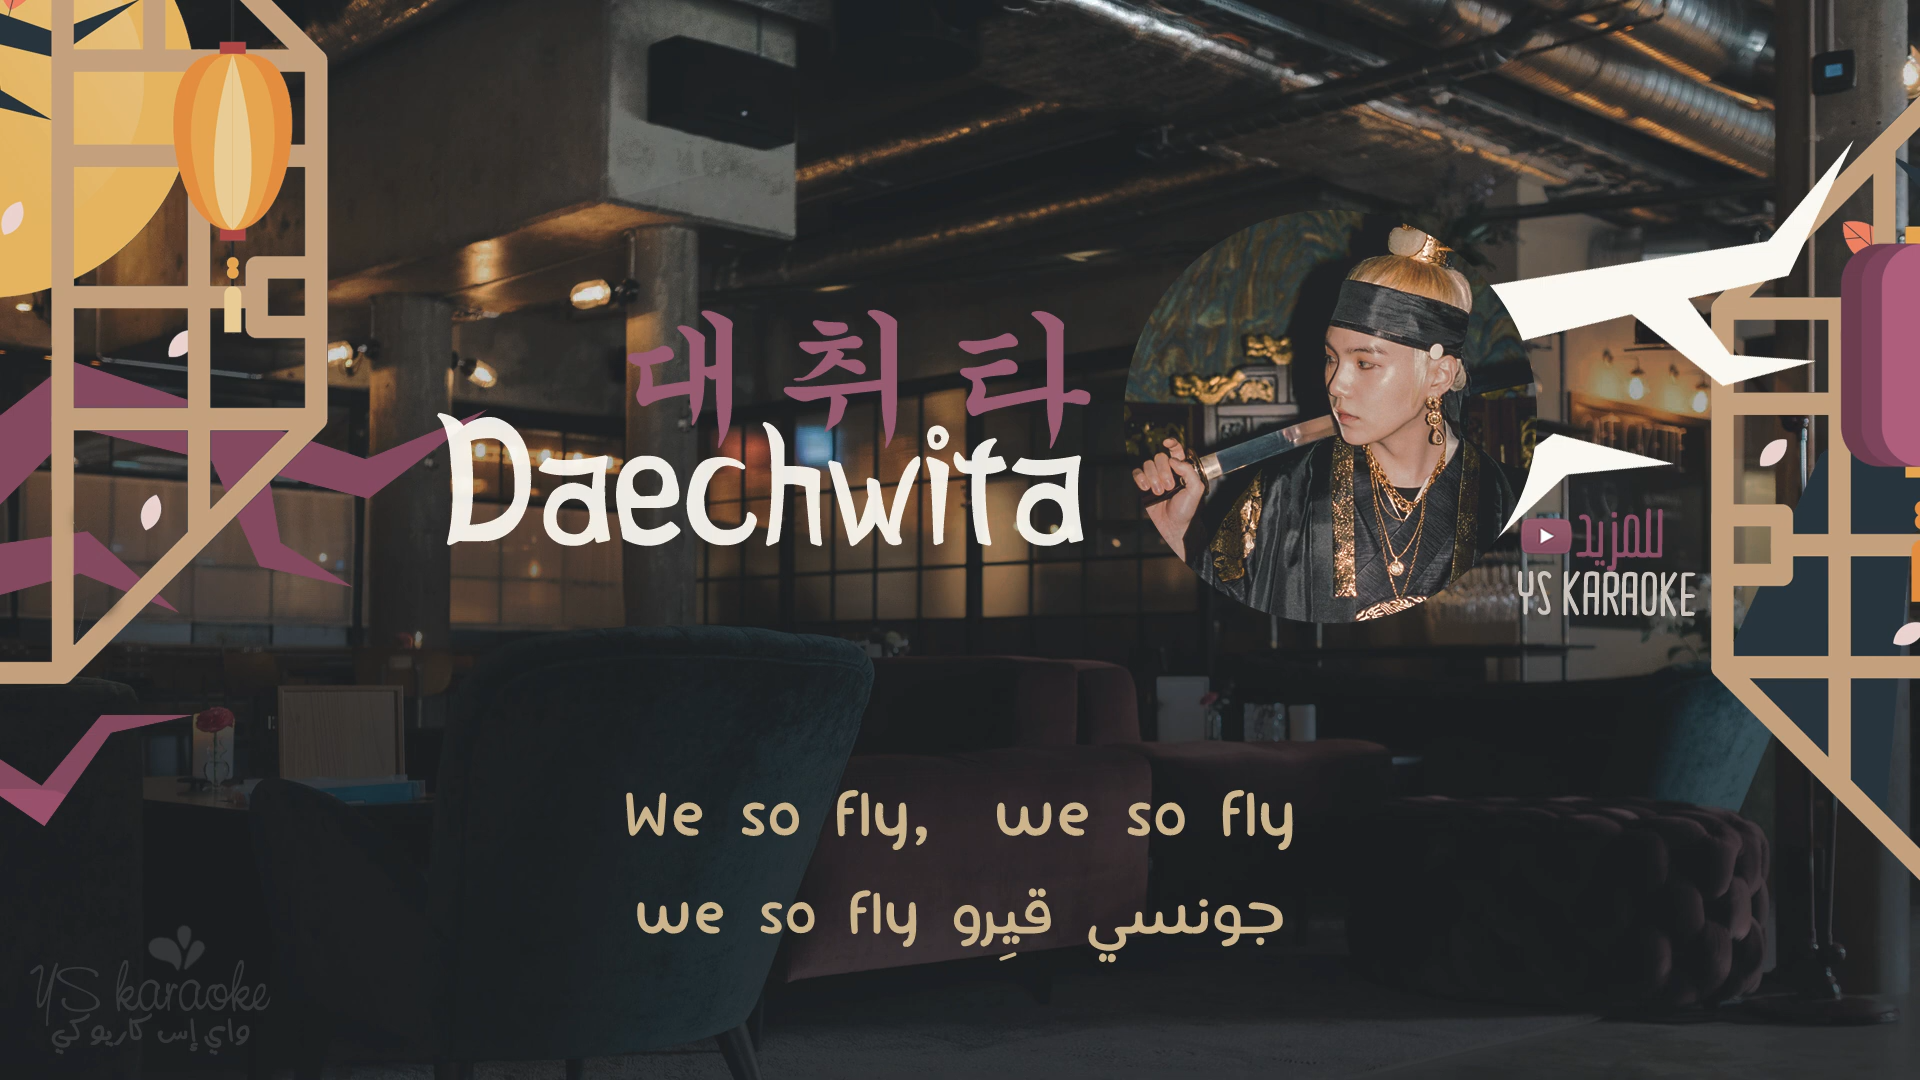 대취타
Daechwita
للمزيد
YS KARAOKE
We so fly, we so fly
we so fly جونسي قيِرو
YS karaoke
واي إس كاريوكي